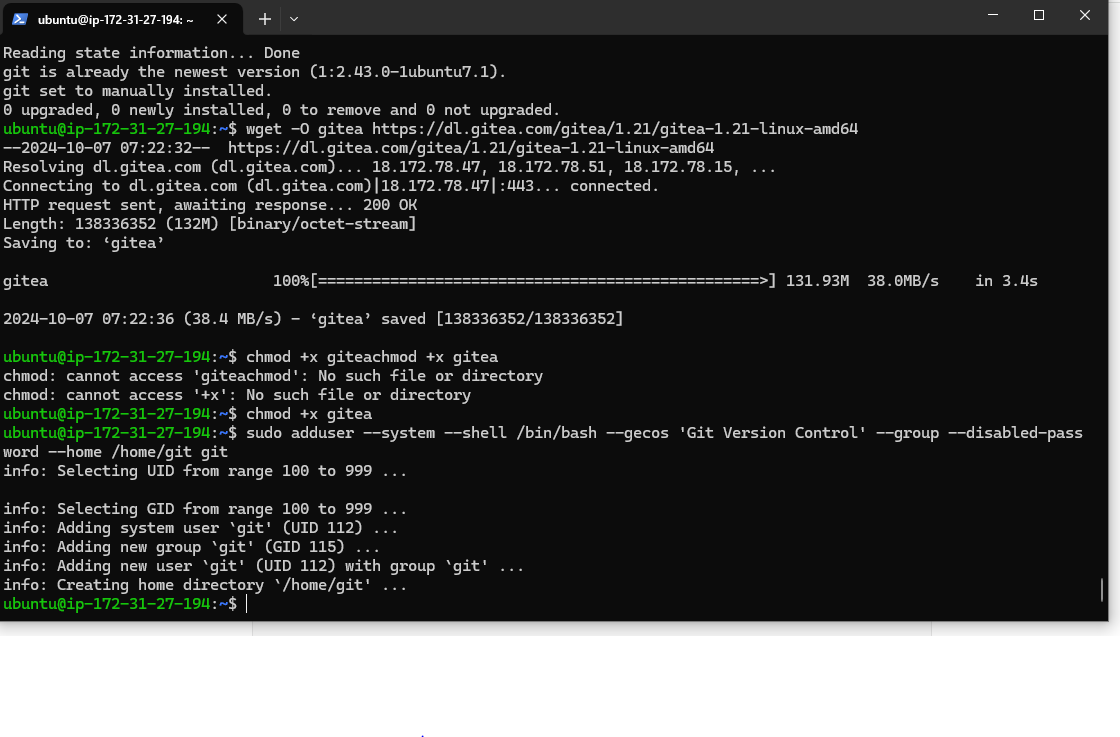 ubuntu@ip-172-31-27-194: ~
Reading state information... Done
git is already the newest version (1:2.43.0-1ubuntu7.1).
git set to manually installed.
0 upgraded, 0 newly installed, 0 to remove and 0 not upgraded.
ubuntu@ip-172-31-27-194:~$ wget -O gitea https://dl.gitea.com/gitea/1.21/gitea-1.21-linux-amd64
--2024-10-07 07:22:32--  https://dl.gitea.com/gitea/1.21/gitea-1.21-linux-amd64
Resolving dl.gitea.com (dl.gitea.com)... 18.172.78.47, 18.172.78.51, 18.172.78.15, ...
Connecting to dl.gitea.com (dl.gitea.com)|18.172.78.47|:443... connected.
HTTP request sent, awaiting response... 200 OK
Length: 138336352 (132M) [binary/octet-stream]
Saving to: ‘gitea’
gitea                         100%[=================================================>] 131.93M  38.0MB/s    in 3.4s
2024-10-07 07:22:36 (38.4 MB/s) - ‘gitea’ saved [138336352/138336352]
ubuntu@ip-172-31-27-194:~$ chmod +x giteachmod +x gitea
chmod: cannot access 'giteachmod': No such file or directory
chmod: cannot access '+x': No such file or directory
ubuntu@ip-172-31-27-194:~$ chmod +x gitea
ubuntu@ip-172-31-27-194:~$ sudo adduser --system --shell /bin/bash --gecos 'Git Version Control' --group --disabled-pass
word --home /home/git git
info: Selecting UID from range 100 to 999 ...
info: Selecting GID from range 100 to 999 ...
info: Adding system user `git' (UID 112) ...
info: Adding new group `git' (GID 115) ...
info: Adding new user `git' (UID 112) with group `git' ...
info: Creating home directory `/home/git' ...
ubuntu@ip-172-31-27-194:~$